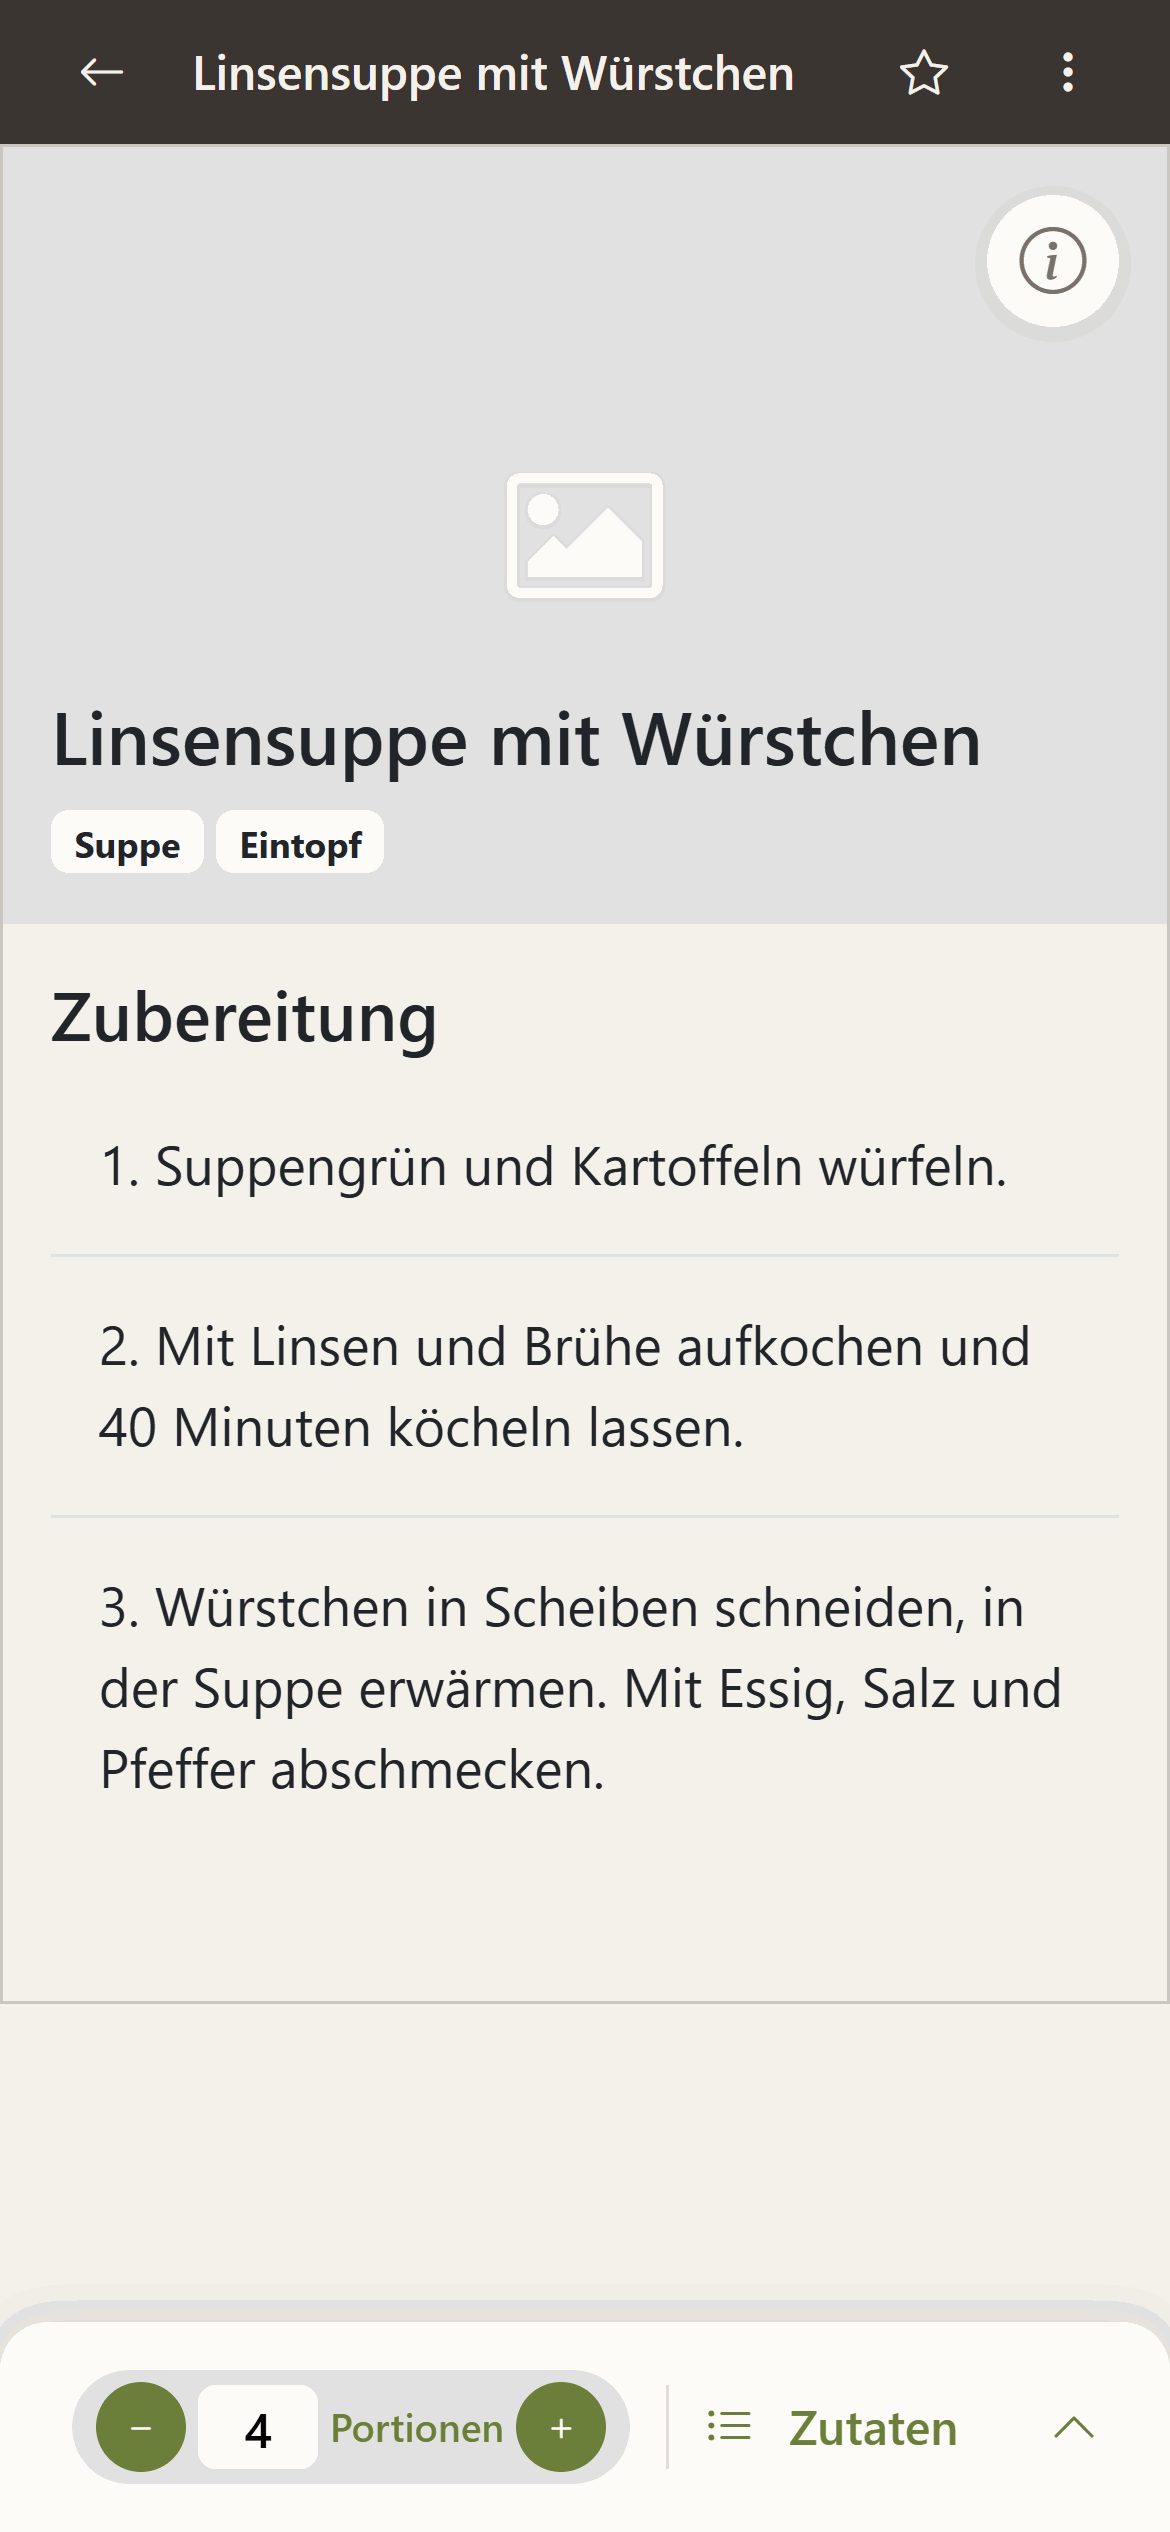 Linsensuppe mit Würstchen
Linsensuppe mit Würstchen
Suppe Eintopf
Zubereitung
1. Suppengrün und Kartoffeln würfeln.
2. Mit Linsen und Brühe aufkochen und
40 Minuten köcheln lassen.
3. Würstchen in Scheiben schneiden, in
der Suppe erwärmen. Mit Essig, Salz und
Pfeffer abschmecken.
− 4 Portionen + Zutaten